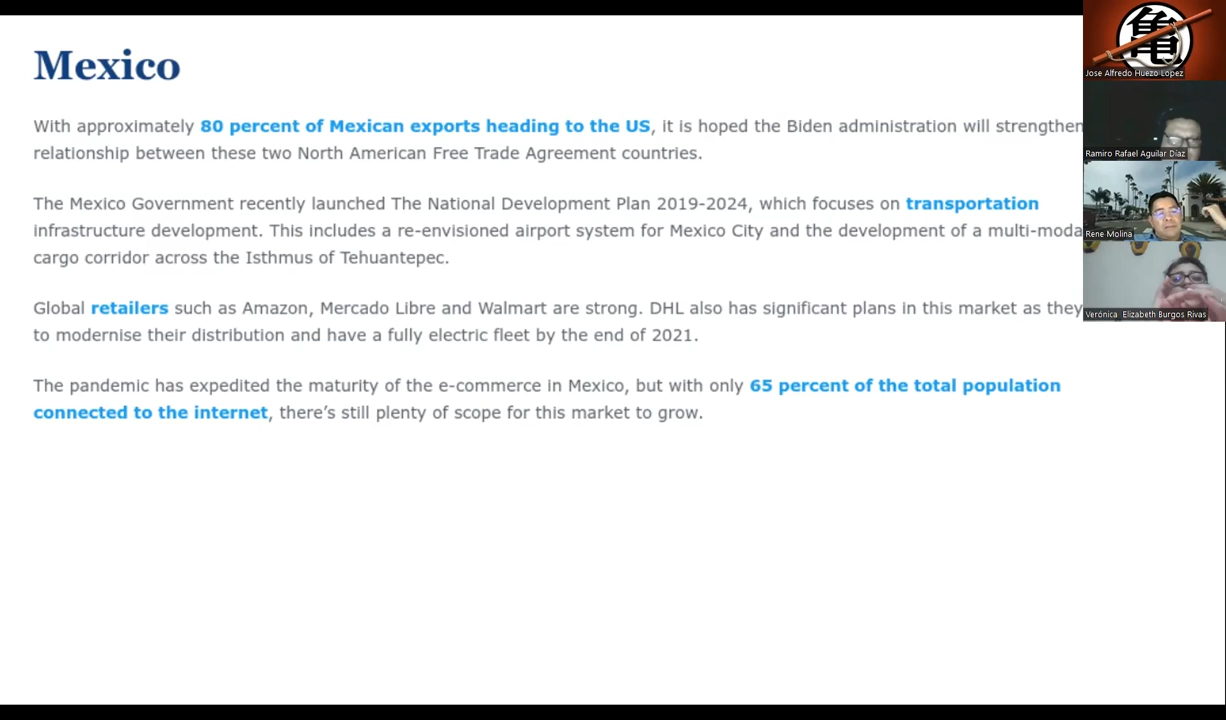 Mexico
With approximately 80 percent of Mexican exports heading to the US, it is hoped the Biden administration will strengthen
relationship between these two North American Free Trade Agreement countries.
The Mexico Government recently launched The National Development Plan 2019-2024, which focuses on transportation
infrastructure development. This includes a re-envisioned airport system for Mexico City and the development of a multi-moda
cargo corridor across the Isthmus of Tehuantepec.
Global retailers such as Amazon, Mercado Libre and Walmart are strong. DHL also has significant plans in this market as they
to modernise their distribution and have a fully electric fleet by the end of 2021.
The pandemic has expedited the maturity of the e-commerce in Mexico, but with only 65 percent of the total population
connected to the internet, there’s still plenty of scope for this market to grow.
亀
Jose Alfredo Huezo Lopez
Ramiro Rafael Aguilar Díaz
Rene Molina
Verónica Elizabeth Burgos Rivas